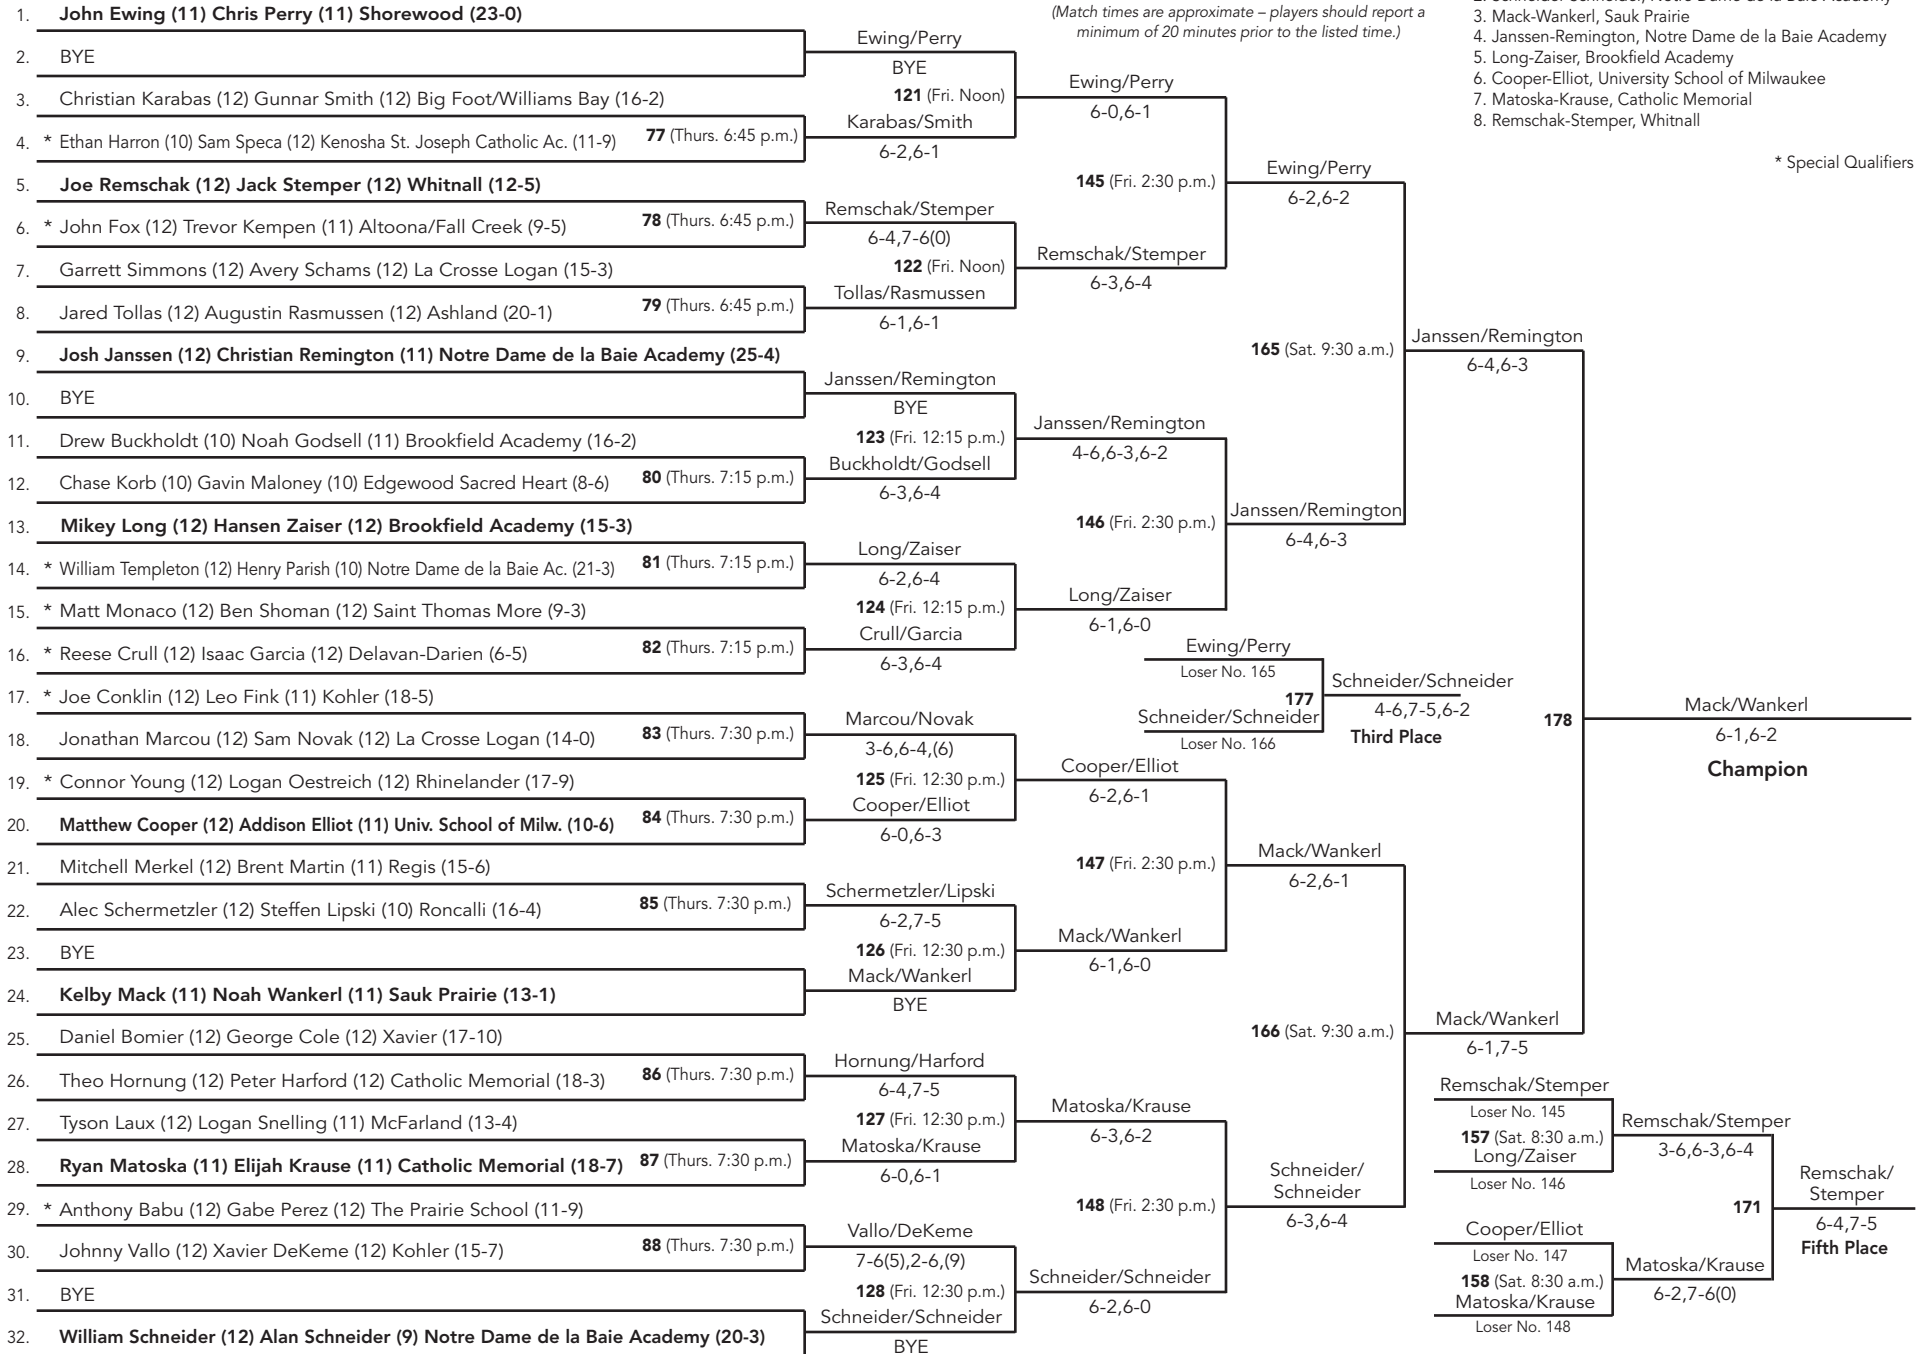 1. John Ewing (11) Chris Perry (11) Shorewood (23-0)
2. BYE
3. Christian Karabas (12) Gunnar Smith (12) Big Foot/Williams Bay (16-2)
4. * Ethan Harron (10) Sam Speca (12) Kenosha St. Joseph Catholic Ac. (11-9)
77 (Thurs. 6:45 p.m.)
5. Joe Remschak (12) Jack Stemper (12) Whitnall (12-5)
6. * John Fox (12) Trevor Kempen (11) Altoona/Fall Creek (9-5)
78 (Thurs. 6:45 p.m.)
7. Garrett Simmons (12) Avery Schams (12) La Crosse Logan (15-3)
8. Jared Tollas (12) Augustin Rasmussen (12) Ashland (20-1)
79 (Thurs. 6:45 p.m.)
9. Josh Janssen (12) Christian Remington (11) Notre Dame de la Baie Academy (25-4)
10. BYE
11. Drew Buckholdt (10) Noah Godsell (11) Brookfield Academy (16-2)
12. Chase Korb (10) Gavin Maloney (10) Edgewood Sacred Heart (8-6)
80 (Thurs. 7:15 p.m.)
13. Mikey Long (12) Hansen Zaiser (12) Brookfield Academy (15-3)
14. * William Templeton (12) Henry Parish (10) Notre Dame de la Baie Ac. (21-3)
81 (Thurs. 7:15 p.m.)
15. * Matt Monaco (12) Ben Shoman (12) Saint Thomas More (9-3)
16. * Reese Crull (12) Isaac Garcia (12) Delavan-Darien (6-5)
82 (Thurs. 7:15 p.m.)
17. * Joe Conklin (12) Leo Fink (11) Kohler (18-5)
18. Jonathan Marcou (12) Sam Novak (12) La Crosse Logan (14-0)
83 (Thurs. 7:30 p.m.)
19. * Connor Young (12) Logan Oestreich (12) Rhinelander (17-9)
20. Matthew Cooper (12) Addison Elliot (11) Univ. School of Milw. (10-6)
84 (Thurs. 7:30 p.m.)
21. Mitchell Merkel (12) Brent Martin (11) Regis (15-6)
22. Alec Schermetzler (12) Steffen Lipski (10) Roncalli (16-4)
85 (Thurs. 7:30 p.m.)
23. BYE
24. Kelby Mack (11) Noah Wankerl (11) Sauk Prairie (13-1)
25. Daniel Bomier (12) George Cole (12) Xavier (17-10)
26. Theo Hornung (12) Peter Harford (12) Catholic Memorial (18-3)
86 (Thurs. 7:30 p.m.)
27. Tyson Laux (12) Logan Snelling (11) McFarland (13-4)
28. Ryan Matoska (11) Elijah Krause (11) Catholic Memorial (18-7)
87 (Thurs. 7:30 p.m.)
29. * Anthony Babu (12) Gabe Perez (12) The Prairie School (11-9)
30. Johnny Vallo (12) Xavier DeKeme (12) Kohler (15-7)
88 (Thurs. 7:30 p.m.)
31. BYE
32. William Schneider (12) Alan Schneider (9) Notre Dame de la Baie Academy (20-3)
Ewing/Perry
BYE
121 (Fri. Noon)
Karabas/Smith
6-2,6-1
Remschak/Stemper
6-4,7-6(0)
122 (Fri. Noon)
Tollas/Rasmussen
6-1,6-1
Janssen/Remington
BYE
123 (Fri. 12:15 p.m.)
Buckholdt/Godsell
6-3,6-4
Long/Zaiser
6-2,6-4
124 (Fri. 12:15 p.m.)
Crull/Garcia
6-3,6-4
Marcou/Novak
3-6,6-4,(6)
125 (Fri. 12:30 p.m.)
Cooper/Elliot
6-0,6-3
Schermetzler/Lipski
6-2,7-5
126 (Fri. 12:30 p.m.)
Mack/Wankerl
BYE
Hornung/Harford
6-4,7-5
127 (Fri. 12:30 p.m.)
Matoska/Krause
6-0,6-1
Vallo/DeKeme
7-6(5),2-6,(9)
128 (Fri. 12:30 p.m.)
Schneider/Schneider
BYE
(Match times are approximate – players should report a
minimum of 20 minutes prior to the listed time.)
Ewing/Perry
6-0,6-1
145 (Fri. 2:30 p.m.)
Remschak/Stemper
6-3,6-4
Janssen/Remington
4-6,6-3,6-2
146 (Fri. 2:30 p.m.)
Long/Zaiser
6-1,6-0
Cooper/Elliot
6-2,6-1
147 (Fri. 2:30 p.m.)
Mack/Wankerl
6-1,6-0
Matoska/Krause
6-3,6-2
148 (Fri. 2:30 p.m.)
Schneider/Schneider
6-2,6-0
Ewing/Perry
6-2,6-2
165 (Sat. 9:30 a.m.)
Janssen/Remington
6-4,6-3
Mack/Wankerl
6-2,6-1
166 (Sat. 9:30 a.m.)
Schneider/
Schneider
6-3,6-4
Janssen/Remington
6-4,6-3
178
Mack/Wankerl
6-1,7-5
Mack/Wankerl
6-1,6-2
Champion
Ewing/Perry
Loser No. 165
177
Schneider/Schneider
Loser No. 166
Schneider/Schneider
4-6,7-5,6-2
Third Place
Remschak/Stemper
Loser No. 145
157 (Sat. 8:30 a.m.)
Long/Zaiser
Loser No. 146
Remschak/Stemper
3-6,6-3,6-4
171
Cooper/Elliot
Loser No. 147
158 (Sat. 8:30 a.m.)
Matoska/Krause
Loser No. 148
Matoska/Krause
6-2,7-6(0)
Remschak/
Stemper
6-4,7-5
Fifth Place
3. Mack-Wankerl, Sauk Prairie
4. Janssen-Remington, Notre Dame de la Baie Academy
5. Long-Zaiser, Brookfield Academy
6. Cooper-Elliot, University School of Milwaukee
7. Matoska-Krause, Catholic Memorial
8. Remschak-Stemper, Whitnall
* Special Qualifiers